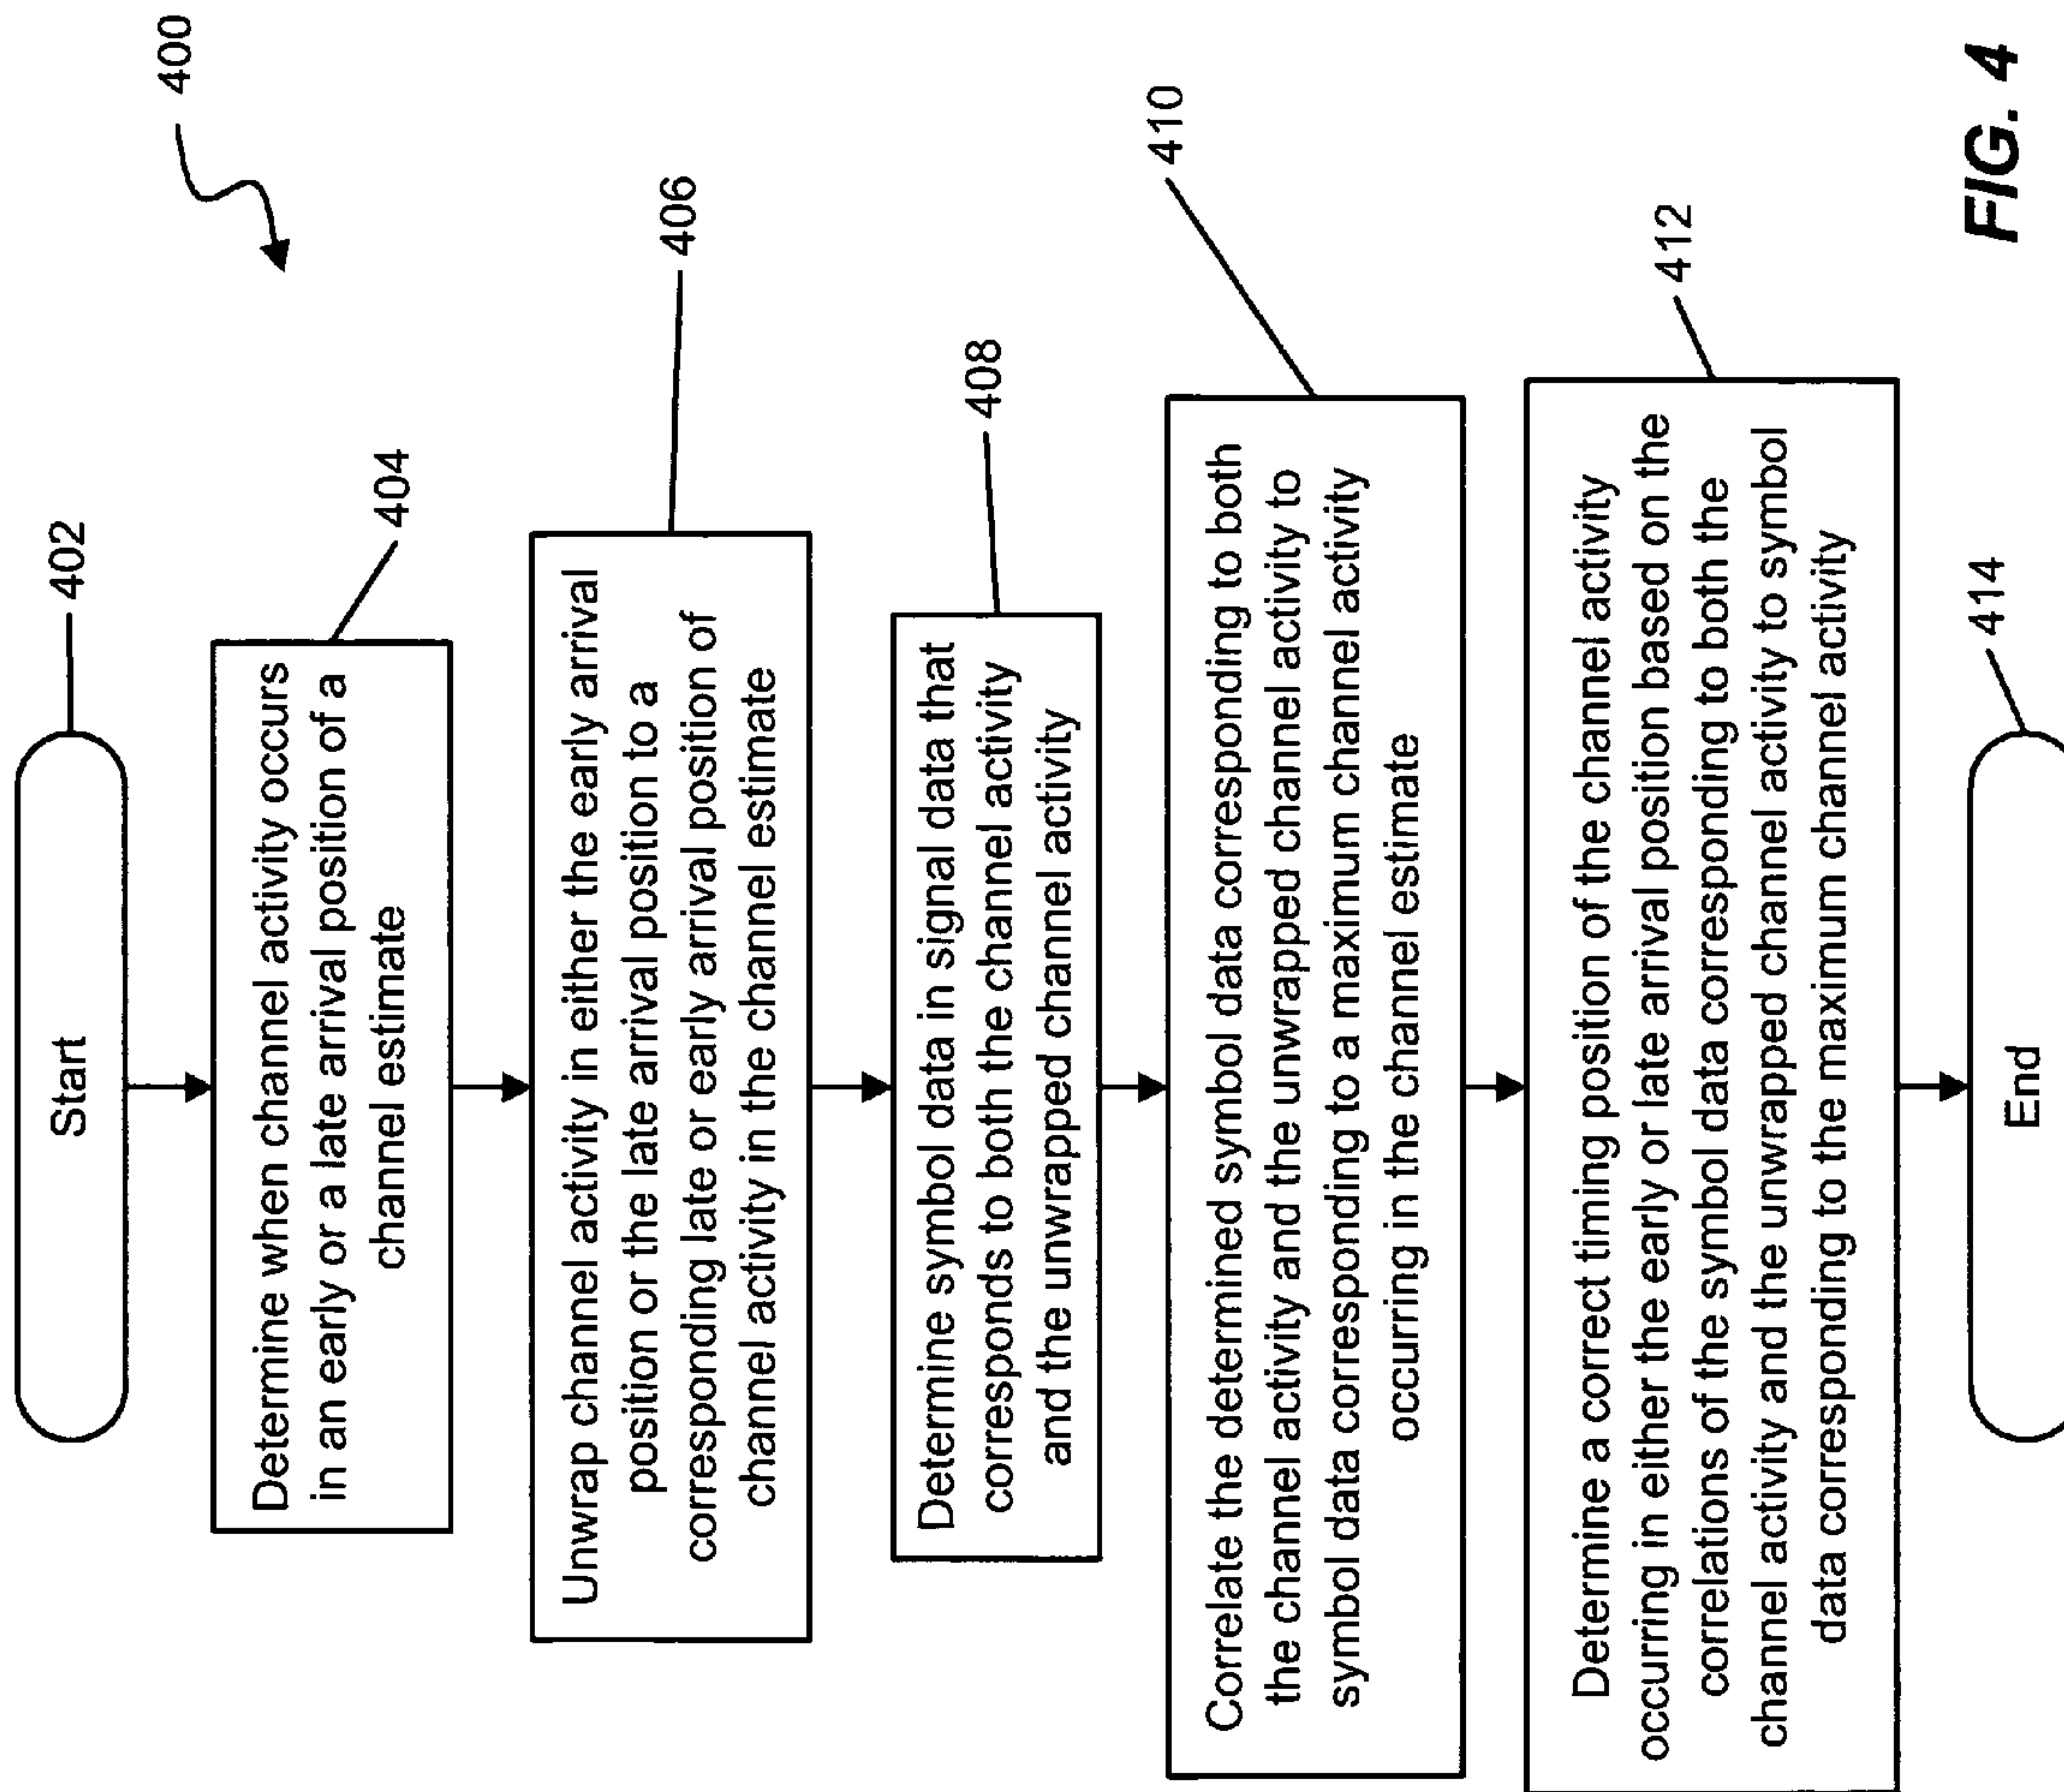 400
Start
402
Determine when channel activity occurs
in an early or a late arrival position of a
channel estimate
404
Unwrap channel activity in either the early arrival
position or the late arrival position to a
corresponding late or early arrival position of
channel activity in the channel estimate
406
Determine symbol data in signal data that
corresponds to both the channel activity
and the unwrapped channel activity
408
Correlate the determined symbol data corresponding to both
the channel activity and the unwrapped channel activity to
symbol data corresponding to a maximum channel activity
occurring in the channel estimate
410
Determine a correct timing position of the channel activity
occurring in either the early or late arrival position based on the
correlations of the symbol data corresponding to both the
channel activity and the unwrapped channel activity to symbol
data corresponding to the maximum channel activity
412
End
414
FIG. 4